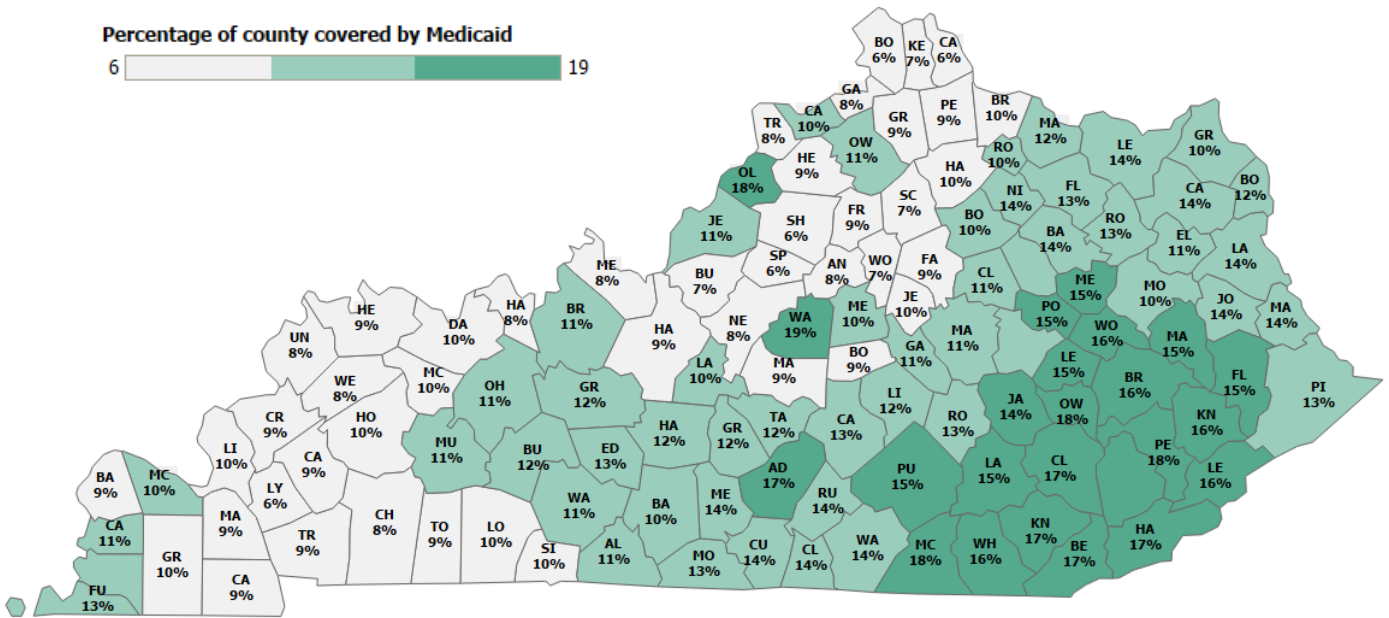 Percentage of county covered by Medicaid
6
19
BO
6%
KE
7%
CA
6%
GA
8%
CA
10%
TR
8%
OW
11%
GR
9%
PE
9%
BR
10%
MA
12%
LE
14%
GR
10%
RO
10%
HE
9%
OL
18%
HA
10%
NI
14%
FL
13%
CA
14%
BO
12%
SC
7%
FR
9%
SH
6%
JE
11%
BO
10%
RO
13%
BA
14%
EL
11%
LA
14%
SP
6%
AN
8%
WO
7%
FA
9%
ME
8%
BU
7%
CL
11%
ME
15%
MO
10%
JO
14%
MA
14%
JE
10%
ME
10%
WA
19%
NE
8%
PO
15%
WO
16%
MA
15%
HE
9%
UN
8%
DA
10%
HA
8%
BR
11%
HA
9%
MA
11%
GA
11%
BO
9%
MA
9%
LA
10%
LE
15%
FL
15%
PI
13%
WE
8%
MC
10%
OH
11%
GR
12%
BR
16%
LI
12%
JA
14%
OW
18%
KN
16%
CR
9%
HO
10%
RO
13%
CA
13%
TA
12%
GR
12%
HA
12%
LI
10%
MU
11%
BU
12%
ED
13%
PE
18%
CA
9%
AD
17%
PU
15%
LA
15%
CL
17%
LE
16%
BA
9%
MC
10%
LY
6%
WA
11%
BA
10%
ME
14%
RU
14%
CA
11%
MA
9%
CH
8%
TO
9%
LO
10%
TR
9%
KN
17%
HA
17%
GR
10%
SI
10%
AL
11%
MO
13%
CU
14%
CL
14%
WA
14%
MC
18%
WH
16%
BE
17%
FU
13%
CA
9%